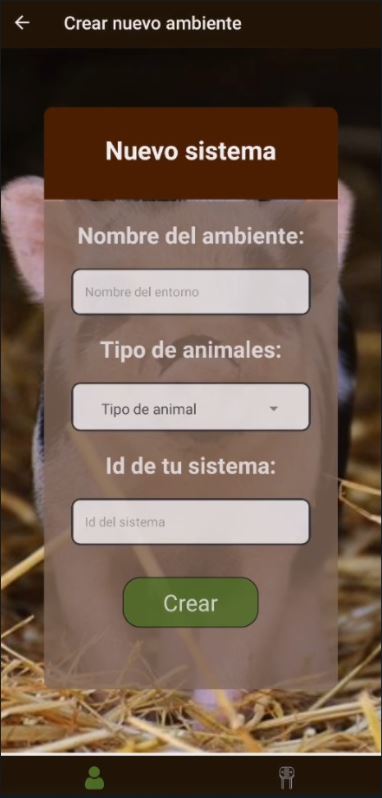 Crear nuevo ambiente
Nuevo sistema
Nombre del ambiente:
Nombre del entorno
Tipo de animales:
Tipo de animal
Id de tu sistema:
Id del sistema
Crear